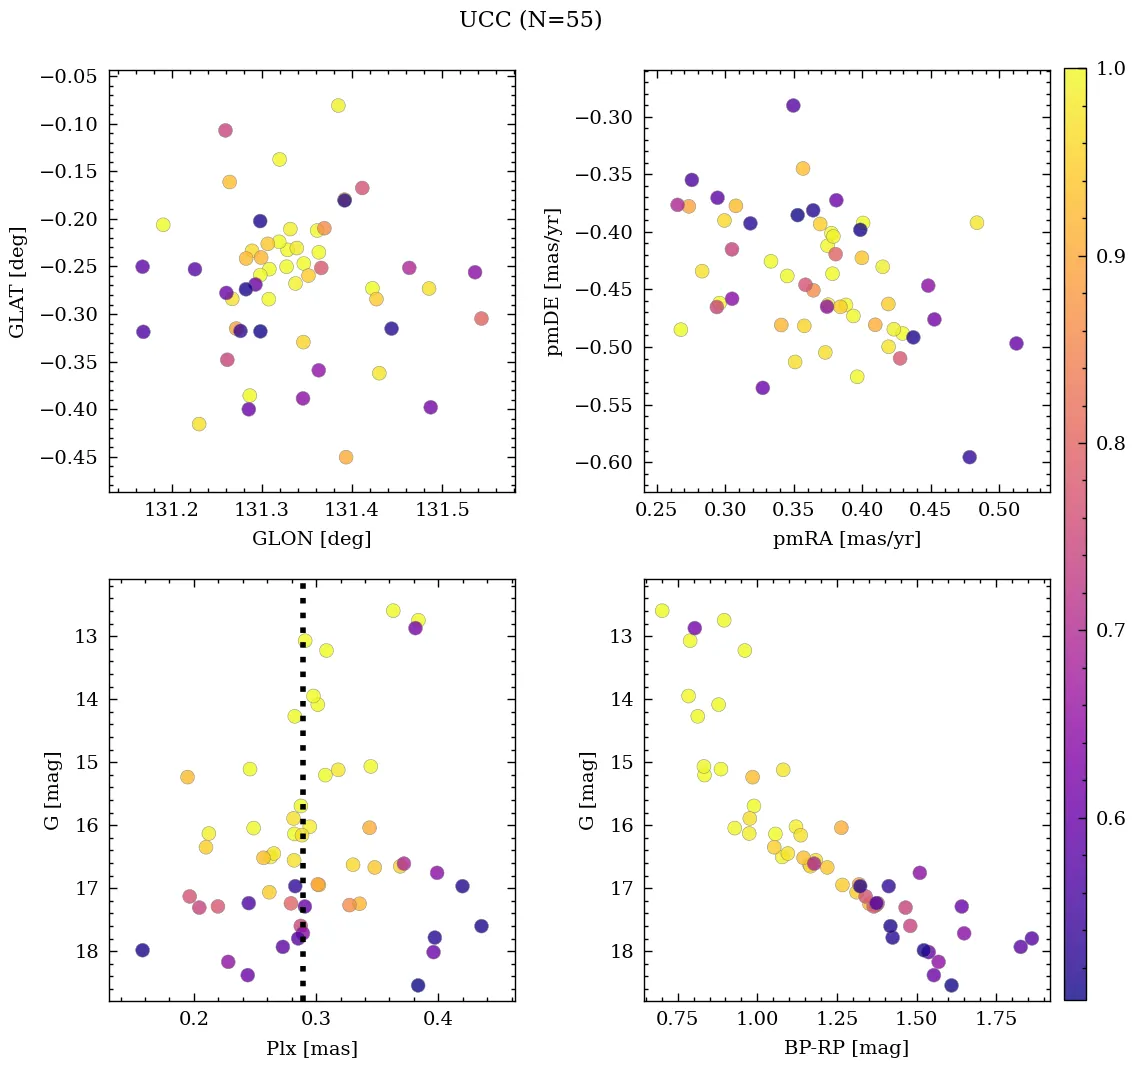 UCC (N=55)
−0.05
−0.10
−0.15
−0.20
−0.25
−0.30
−0.35
−0.40
−0.45
GLAT [deg]
131.2 131.3 131.4 131.5
GLON [deg]
−0.30
−0.35
−0.40
−0.45
−0.50
−0.55
−0.60
pmDE [mas/yr]
0.25 0.30 0.35 0.40 0.45 0.50
pmRA [mas/yr]
13
14
15
16
17
18
G [mag]
0.2 0.3 0.4
Plx [mas]
13
14
15
16
17
18
G [mag]
0.75 1.00 1.25 1.50 1.75
BP-RP [mag]
1.0
0.9
0.8
0.7
0.6